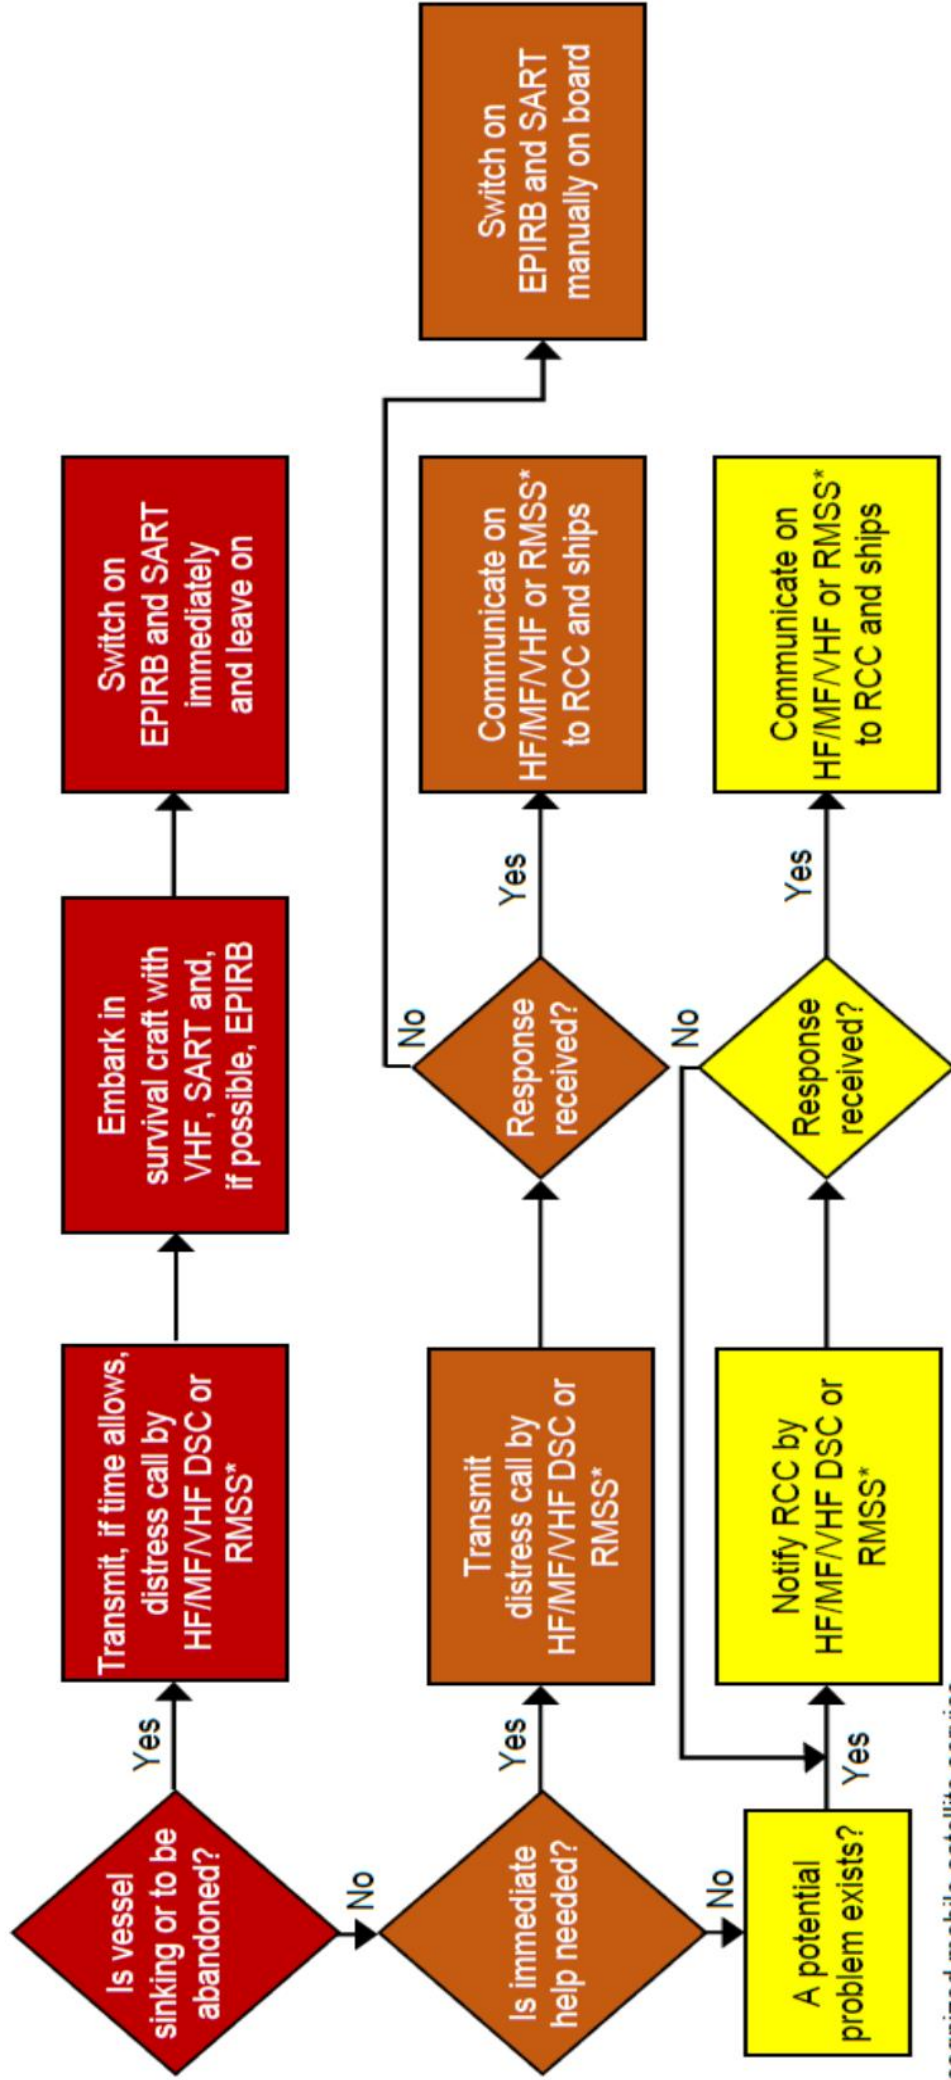 Is vessel
sinking or to be
abandoned?
Yes
Transmit, if time allows,
distress call by
HF/MF/VHF DSC or
RMSS*
Embark in
survival craft with
VHF, SART and,
if possible, EPIRB
Switch on
EPIRB and SART
immediately
and leave on
No
Is immediate
help needed?
Yes
Transmit
distress call by
HF/MF/VHF DSC or
RMSS*
Response
received?
No
Yes
Communicate on
HF/MF/VHF or RMSS*
to RCC and ships
Switch on
EPIRB and SART
manually on board
No
A potential
problem exists?
Yes
Notify RCC by
HF/MF/VHF DSC or
RMSS*
Response
received?
No
Yes
Communicate on
HF/MF/VHF or RMSS*
to RCC and ships
mobile satellite service